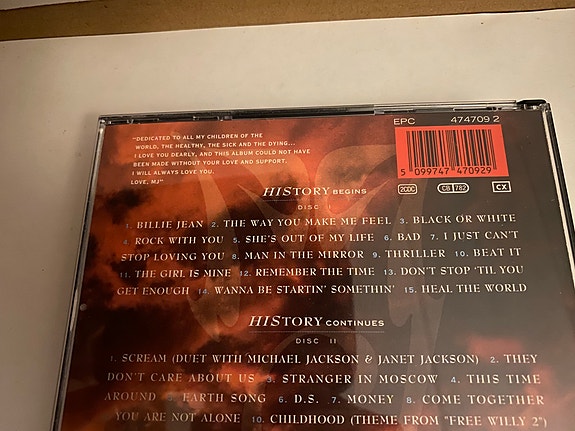 EPC 474709 2
"DEDICATED TO ALL MY CHILDREN OF THE
WORLD, THE HEALTHY, THE SICK AND THE DYING...
I LOVE YOU DEARLY, AND THIS ALBUM COULD NOT HAVE
BEEN MADE WITHOUT YOUR LOVE AND SUPPORT.
I WILL ALWAYS LOVE YOU.
LOVE, MJ"
5 099747 470929
2CDC CB 782 CX
HISTORY BEGINS
DISC I
1. BILLIE JEAN 2. THE WAY YOU MAKE ME FEEL 3. BLACK OR WHITE
4. ROCK WITH YOU 5. SHE'S OUT OF MY LIFE 6. BAD 7. I JUST CAN'T
STOP LOVING YOU 8. MAN IN THE MIRROR 9. THRILLER 10. BEAT IT
11. THE GIRL IS MINE 12. REMEMBER THE TIME 13. DON'T STOP 'TIL YOU
GET ENOUGH 14. WANNA BE STARTIN' SOMETHIN' 15. HEAL THE WORLD
HISTORY CONTINUES
DISC II
1. SCREAM (DUET WITH MICHAEL JACKSON & JANET JACKSON) 2. THEY
DON'T CARE ABOUT US 3. STRANGER IN MOSCOW 4. THIS TIME
AROUND 5. EARTH SONG 6. D.S. 7. MONEY 8. COME TOGETHER
YOU ARE NOT ALONE 10. CHILDHOOD (THEME FROM "FREE WILLY 2")